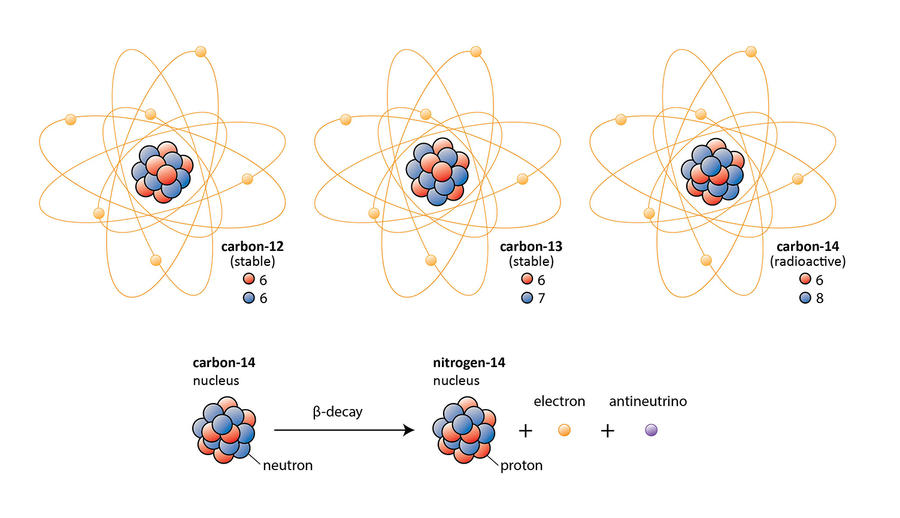 carbon-12
(stable)
6
6
carbon-13
(stable)
6
7
carbon-14
(radioactive)
6
8
carbon-14
nucleus
β-decay
neutron
nitrogen-14
nucleus
proton
+
electron
+
antineutrino